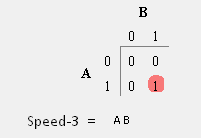 B
0 1
A
0 0 0
1 0 1
Speed-3 = AB